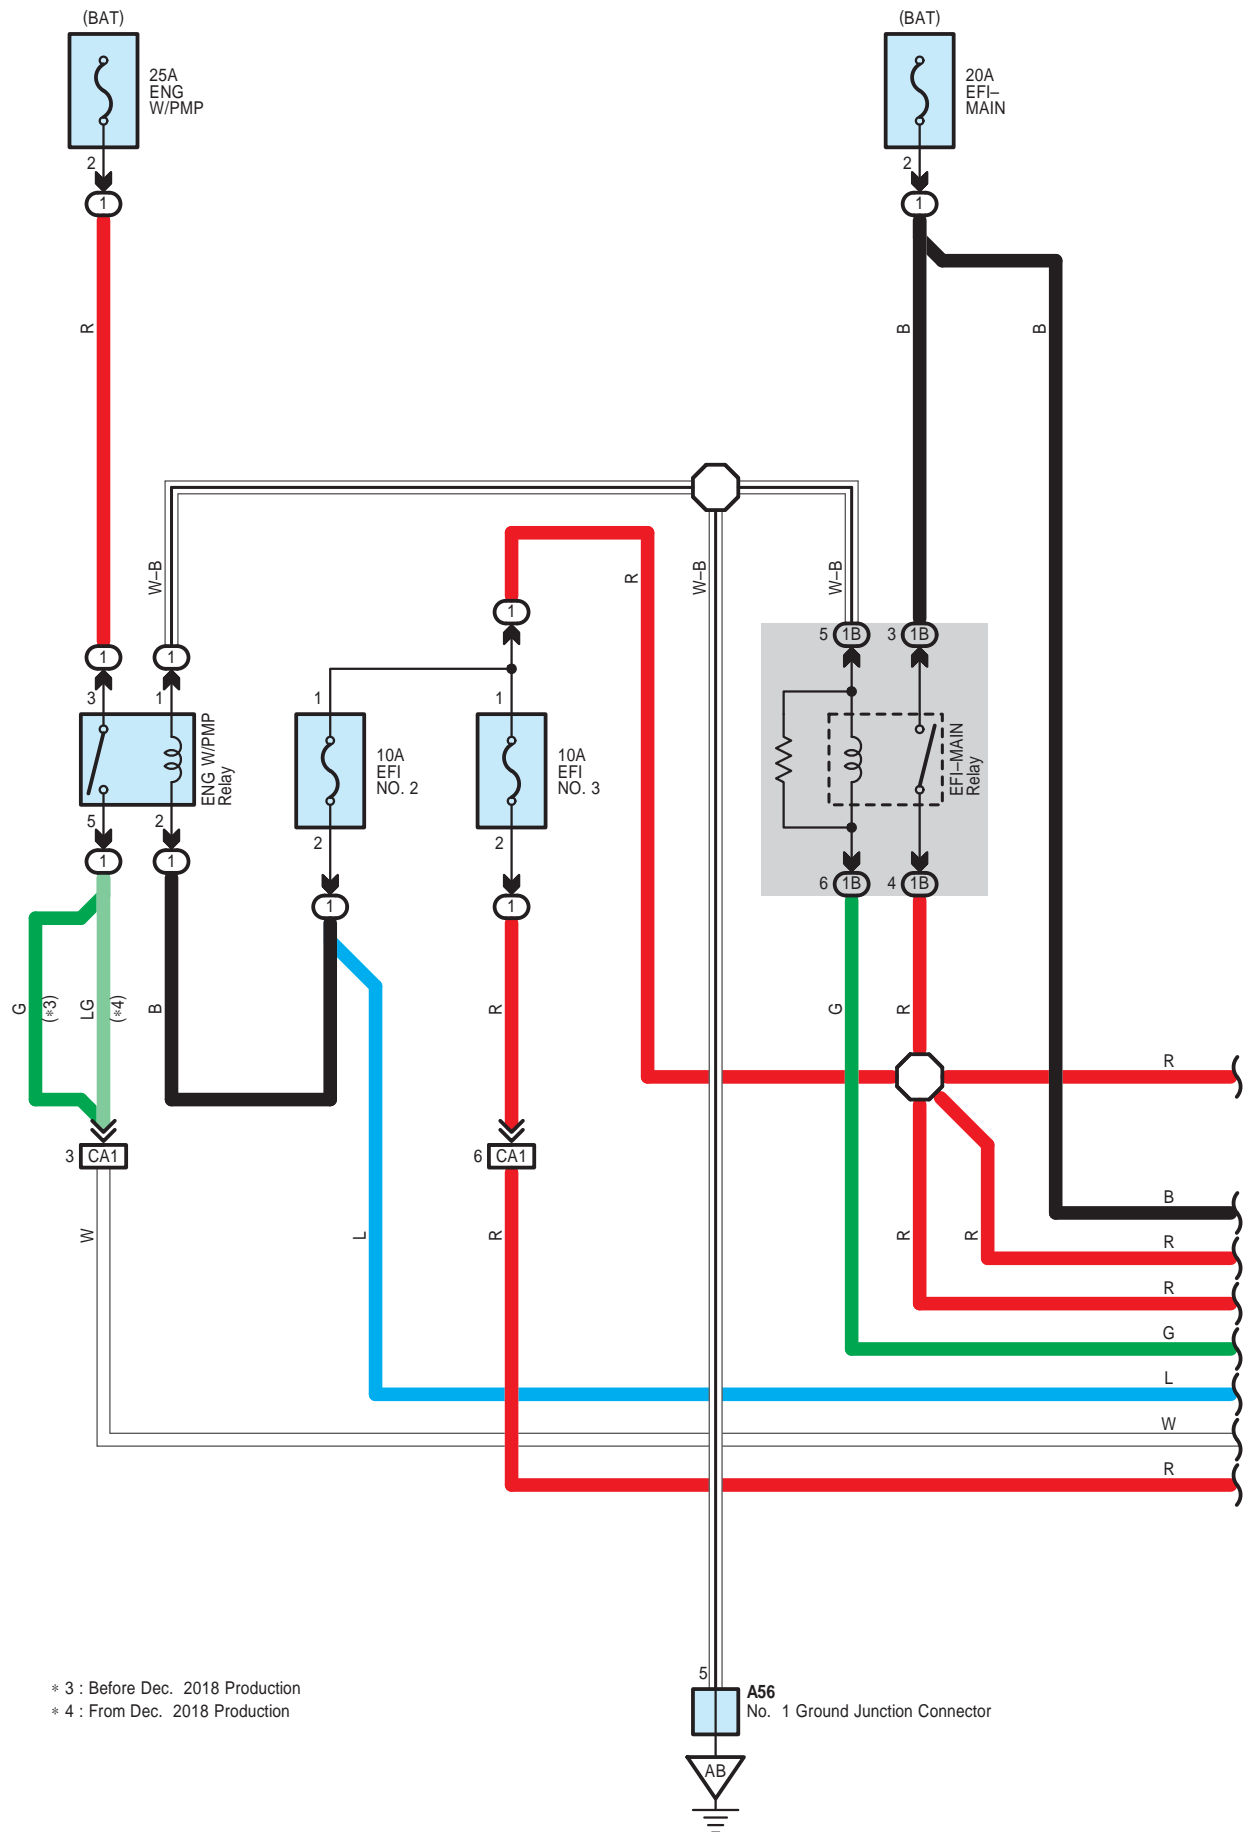 (BAT)
(BAT)
25A
ENG
W/PMP
20A
EFI–
MAIN
2
2
1
1
R
B
B
W–B
R
W–B
W–B
1
5
1B
3
1B
1
1
3
1
1
1
ENG W/PMP
Relay
10A
EFI
NO. 2
10A
EFI
NO. 3
EFI–MAIN
Relay
5
2
2
2
1
1
6
1B
4
1B
1
1
G
(*3)
LG
(*4)
B
R
G
R
R
3
CA1
6
CA1
B
W
L
R
R
R
R
R
G
L
W
R
5
* 3 : Before Dec. 2018 Production
* 4 : From Dec. 2018 Production
A56
No. 1 Ground Junction Connector
AB